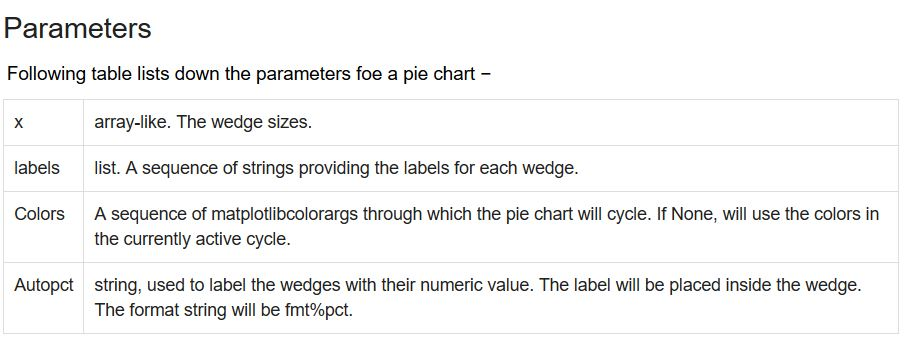 Parameters
Following table lists down the parameters foe a pie chart −
x array-like. The wedge sizes.
labels list. A sequence of strings providing the labels for each wedge.
Colors A sequence of matplotlibcolorargs through which the pie chart will cycle. If None, will use the colors in
the currently active cycle.
Autopct string, used to label the wedges with their numeric value. The label will be placed inside the wedge.
The format string will be fmt%pct.